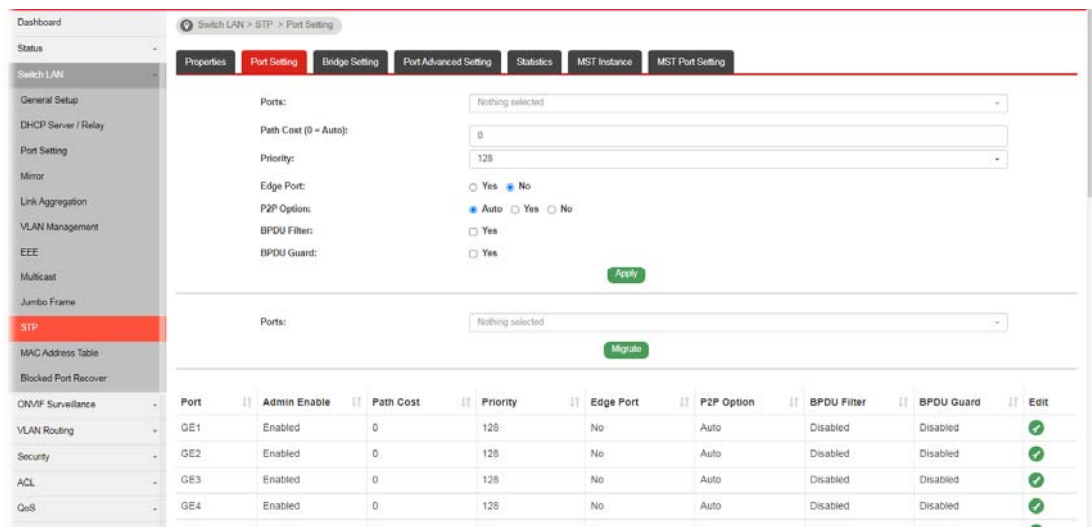 Dashboard
Status
Switch LAN
General Setup
DHCP Server / Relay
Port Setting
Mirror
Link Aggregation
VLAN Management
EEE
Multicast
Jumbo Frame
STP
MAC Address Table
Blocked Port Recover
ONVIF Surveillance
VLAN Routing
Security
ACL
QoS
Switch LAN > STP > Port Setting
Properties Port Setting Bridge Setting Port Advanced Setting Statistics MST Instance MST Port Setting
Ports: Nothing selected
Path Cost (0 = Auto): 0
Priority: 128
Edge Port: Yes No
P2P Option: Auto Yes No
BPDU Filter: Yes
BPDU Guard: Yes
Apply
Ports: Nothing selected
Migrate
Port Admin Enable Path Cost Priority Edge Port P2P Option BPDU Filter BPDU Guard Edit
GE1 Enabled 0 128 No Auto Disabled Disabled
GE2 Enabled 0 128 No Auto Disabled Disabled
GE3 Enabled 0 128 No Auto Disabled Disabled
GE4 Enabled 0 128 No Auto Disabled Disabled